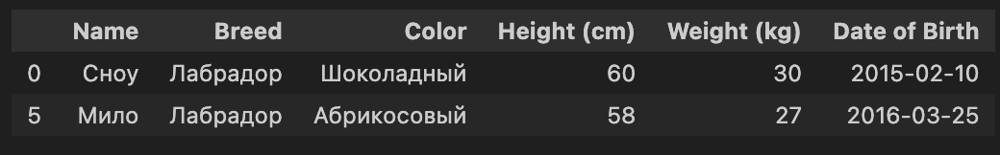 Name Breed Color Height (cm) Weight (kg) Date of Birth
0 Сноу Лабрадор Шоколадный 60 30 2015-02-10
5 Мило Лабрадор Абрикосовый 58 27 2016-03-25